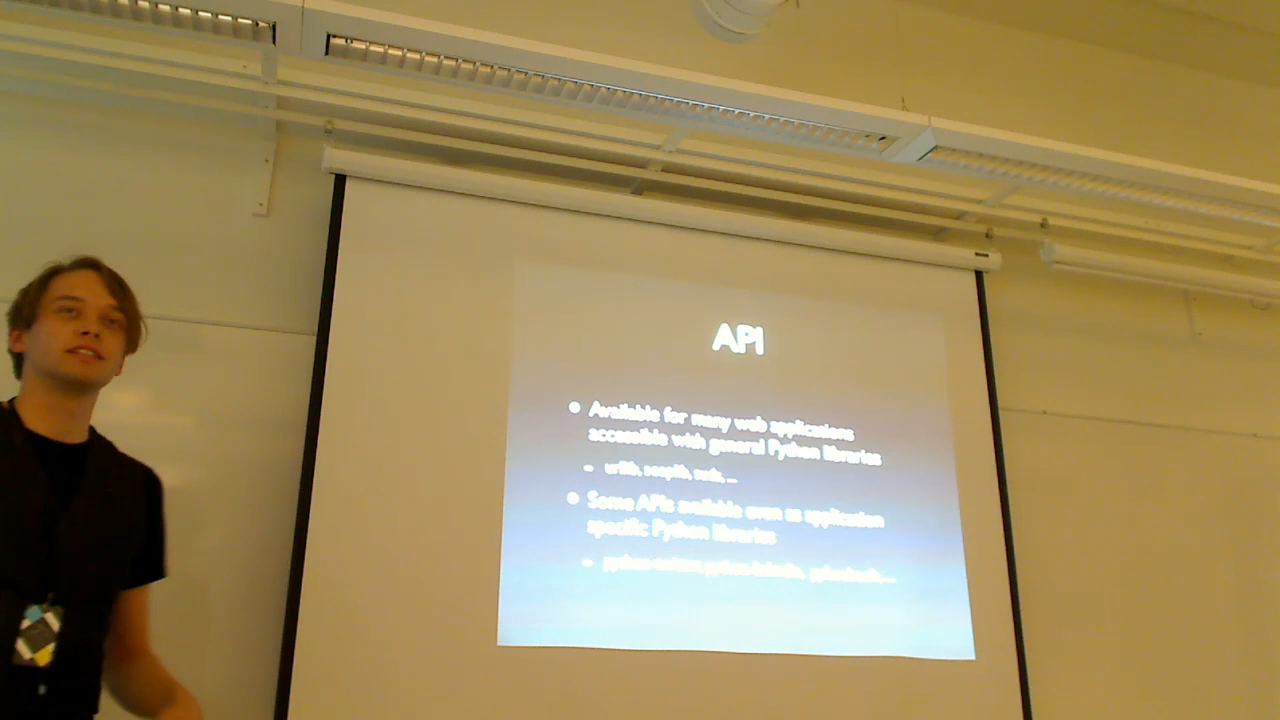 API
Available for many web applications
accessible with general Python libraries
- urllib,
Some APIs available even as application
specific Python libraries
-